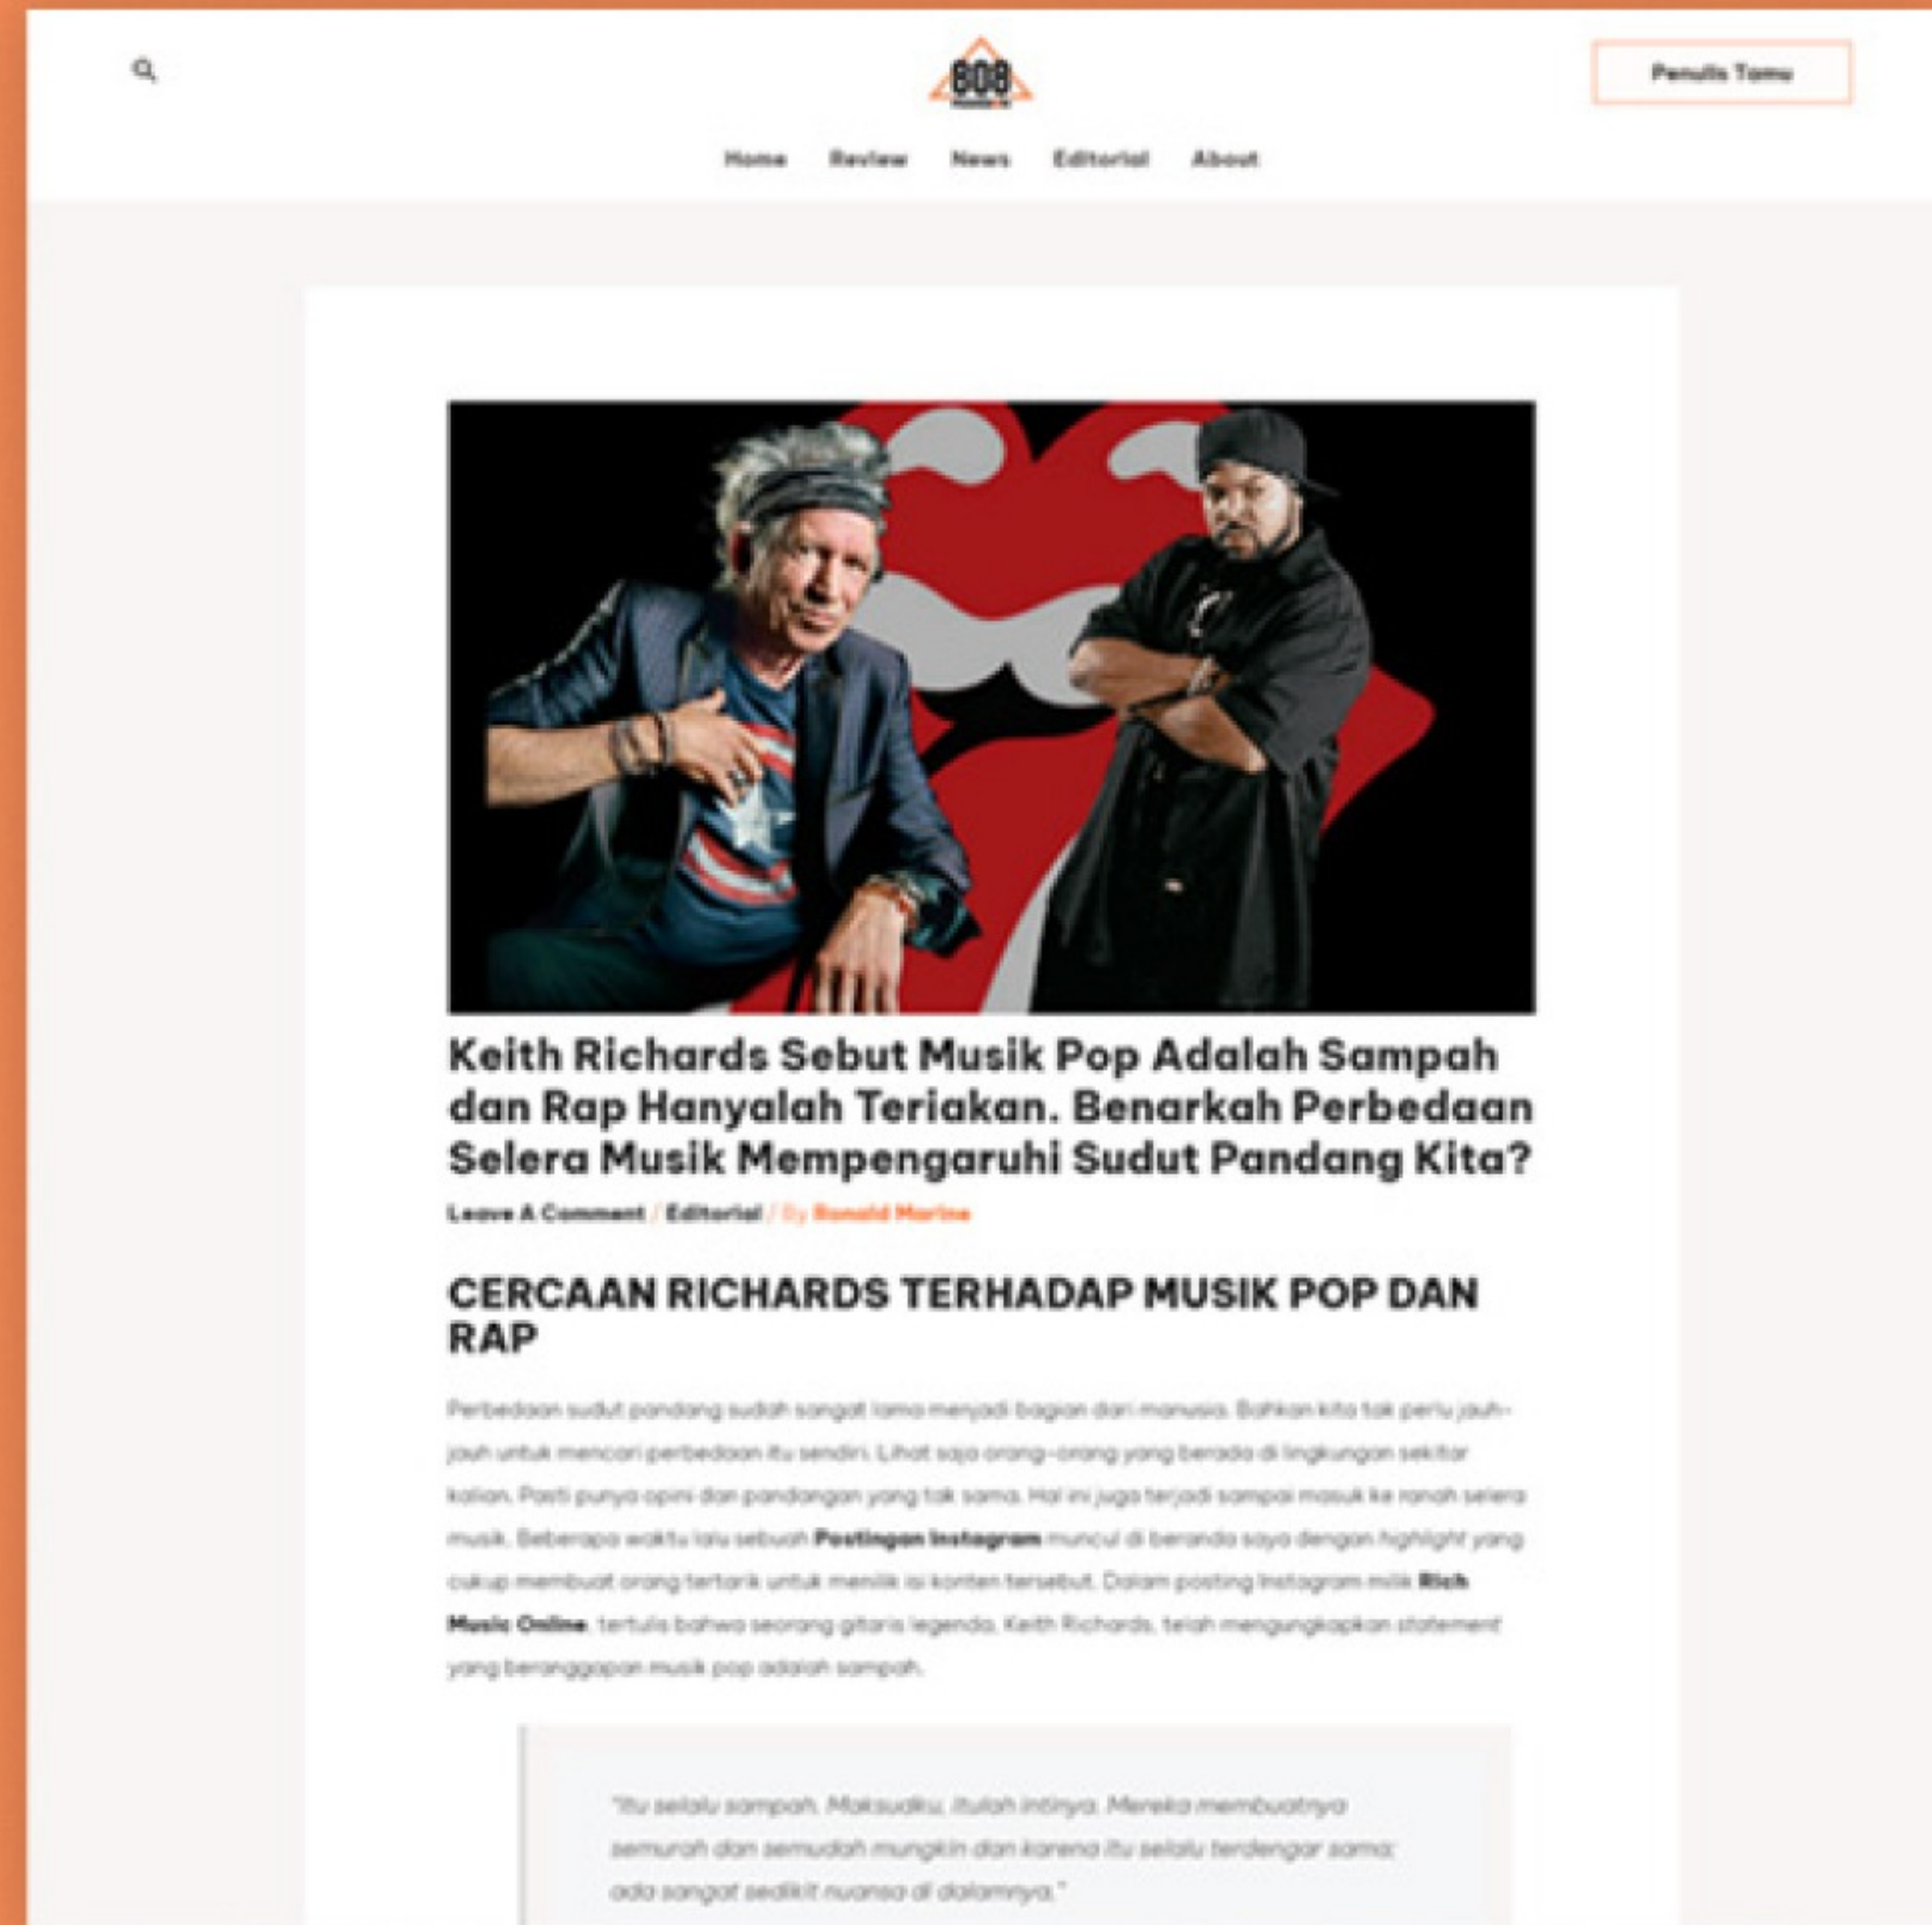 808
Penulis Tamu
Home Review News Editorial About
Keith Richards Sebut Musik Pop Adalah Sampah
dan Rap Hanyalah Teriakan. Benarkah Perbedaan
Selera Musik Mempengaruhi Sudut Pandang Kita?
Leave A Comment / Editorial / By Ronald Marine
CERCAAN RICHARDS TERHADAP MUSIK POP DAN
RAP
Perbedaan sudut pandang sudah sangat lama menjadi bagian dari manusia. Bahkan kita tak perlu jauh-
jauh untuk mencari perbedaan itu sendiri. Lihat saja orang-orang yang berada di lingkungan sekitar
kalian. Pasti punya opini dan pandangan yang tak sama. Hal ini juga terjadi sampai masuk ke ranah selera
musik. Beberapa waktu lalu sebuah Postingan Instagram muncul di beranda saya dengan highlight yang
cukup membuat orang tertarik untuk menilik isi konten tersebut. Dalam posting Instagram milik Rich
Music Online, tertulis bahwa seorang gitaris legenda, Keith Richards, telah mengungkapkan statement
yang beranggapan musik pop adalah sampah.
"Itu selalu sampah. Maksudku, itulah intinya. Mereka membuatnya
semurah dan semudah mungkin dan karena itu selalu terdengar sama;
ada sangat sedikit nuansa di dalamnya."